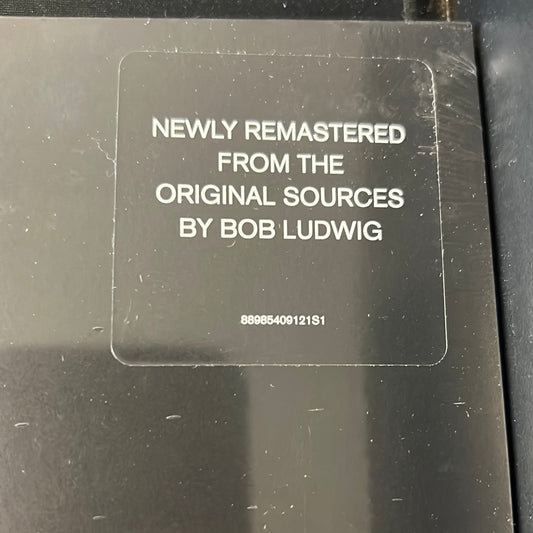 NEWLY REMASTERED
FROM THE
ORIGINAL SOURCES
BY BOB LUDWIG
88985409121S1